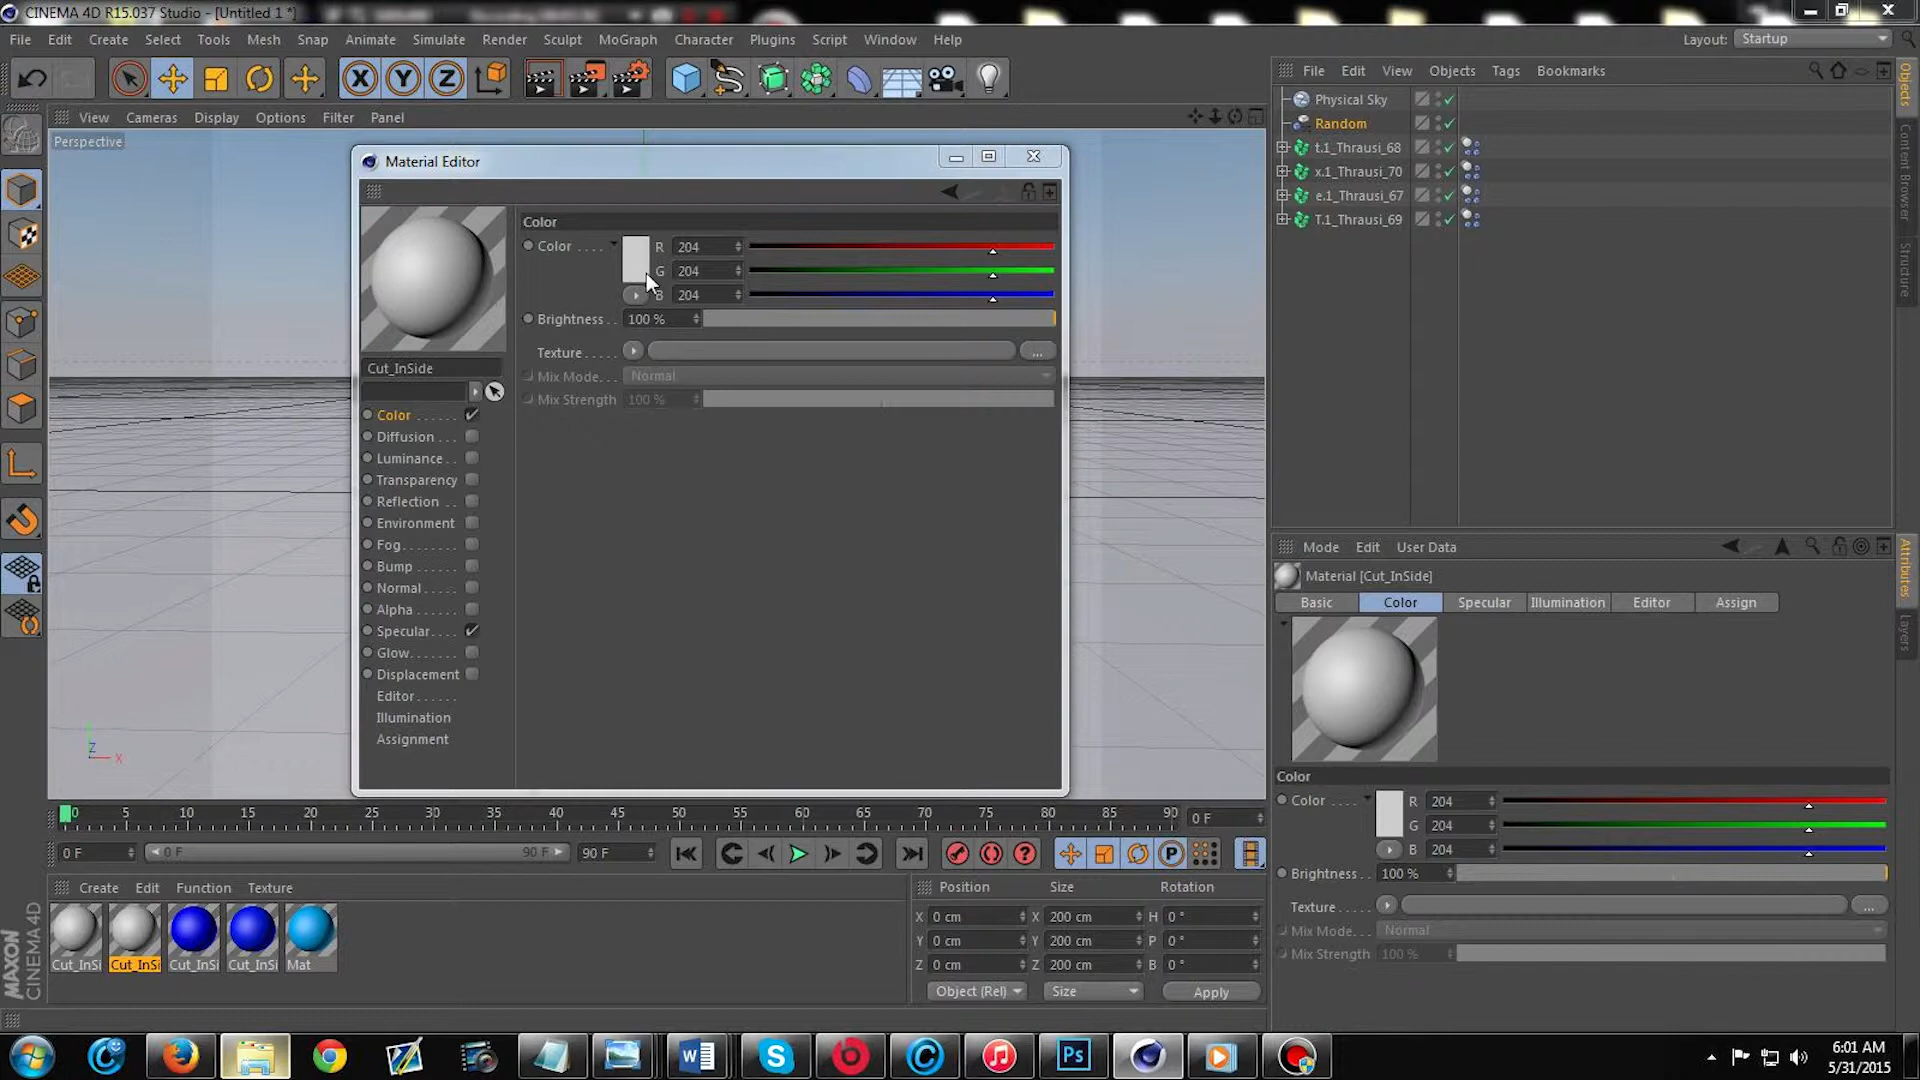 CINEMA 4D R15.037 Studio - [Untitled 1 *]
File Edit Create Select Tools Mesh Snap Animate Simulate Render Sculpt MoGraph Character Plugins Script Window Help
Layout: Startup
X Y Z
View Cameras Display Options Filter Panel
Perspective
File Edit View Objects Tags Bookmarks
Physical Sky
Random
t.1_Thrausi_68
x.1_Thrausi_70
e.1_Thrausi_67
T.1_Thrausi_69
Objects
Content Browser
Structure
Material Editor
Color
Color . . . . R 204
G 204
B 204
Brightness . . 100 %
Texture . . . . . ...
Mix Mode. . . Normal
Mix Strength 100 %
Cut_InSide
Color . . . . . .
Diffusion . . .
Luminance . .
Transparency
Reflection . .
Environment
Fog. . . . . . .
Bump . . . . .
Normal . . . .
Alpha . . . . .
Specular. . . .
Glow. . . . . .
Displacement
Editor . . . . .
Illumination
Assignment
Z X
Mode Edit User Data
Material [Cut_InSide]
Basic Color Specular Illumination Editor Assign
Color
Color . . . . R 204
G 204
B 204
Brightness . . 100 %
Texture . . . . . ...
Mix Mode. . . Normal
Mix Strength 100 %
Attributes
Layers
0 5 10 15 20 25 30 35 40 45 50 55 60 65 70 75 80 85 90 0 F
0 F 0 F 90 F 90 F
P
Create Edit Function Texture
Cut_InSi Cut_InSi Cut_InSi Cut_InSi Mat
MAXON
CINEMA 4D
Position Size Rotation
X 0 cm X 200 cm H 0 °
Y 0 cm Y 200 cm P 0 °
Z 0 cm Z 200 cm B 0 °
Object (Rel) Size Apply
W S Ps
6:01 AM
5/31/2015